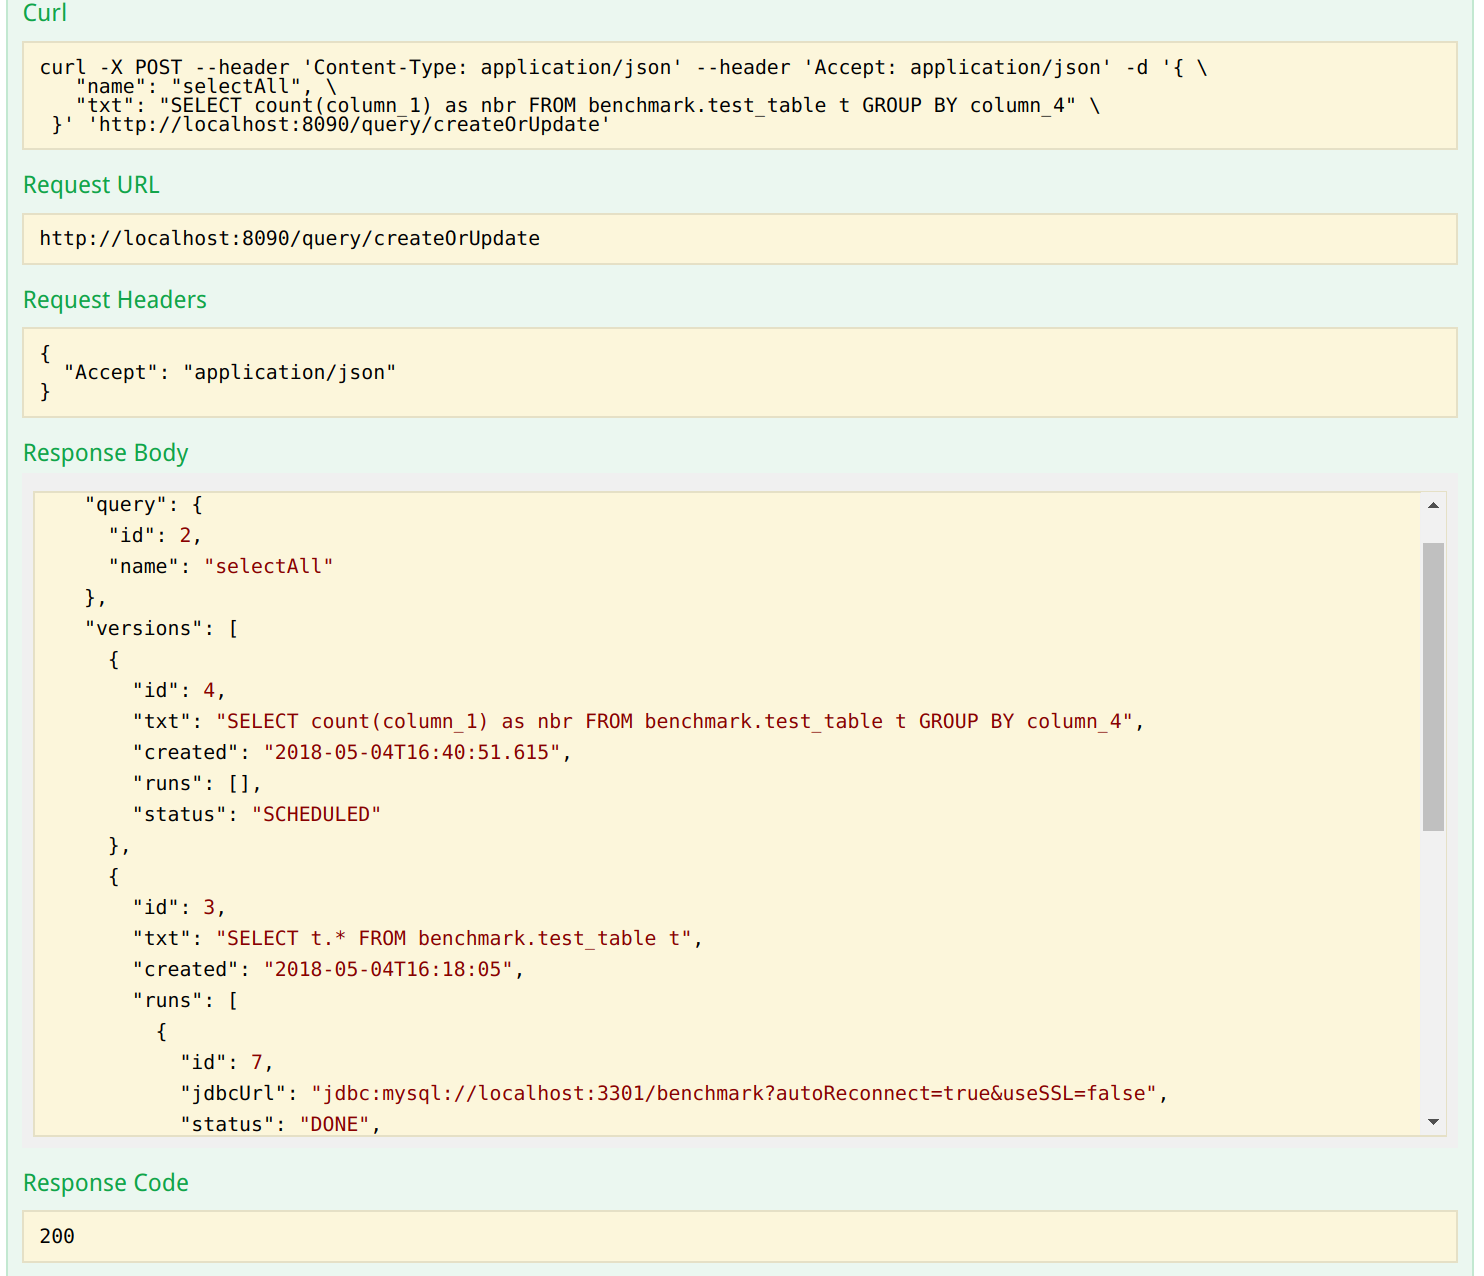 Curl
curl -X POST --header 'Content-Type: application/json' --header 'Accept: application/json' -d '{ \
   "name": "selectAll", \
   "txt": "SELECT count(column_1) as nbr FROM benchmark.test_table t GROUP BY column_4" \
 }' 'http://localhost:8090/query/createOrUpdate'
Request URL
http://localhost:8090/query/createOrUpdate
Request Headers
{
  "Accept": "application/json"
}
Response Body
    "query": {
      "id": 2,
      "name": "selectAll"
    },
    "versions": [
      {
        "id": 4,
        "txt": "SELECT count(column_1) as nbr FROM benchmark.test_table t GROUP BY column_4",
        "created": "2018-05-04T16:40:51.615",
        "runs": [],
        "status": "SCHEDULED"
      },
      {
        "id": 3,
        "txt": "SELECT t.* FROM benchmark.test_table t",
        "created": "2018-05-04T16:18:05",
        "runs": [
          {
            "id": 7,
            "jdbcUrl": "jdbc:mysql://localhost:3301/benchmark?autoReconnect=true&useSSL=false",
            "status": "DONE",
Response Code
200